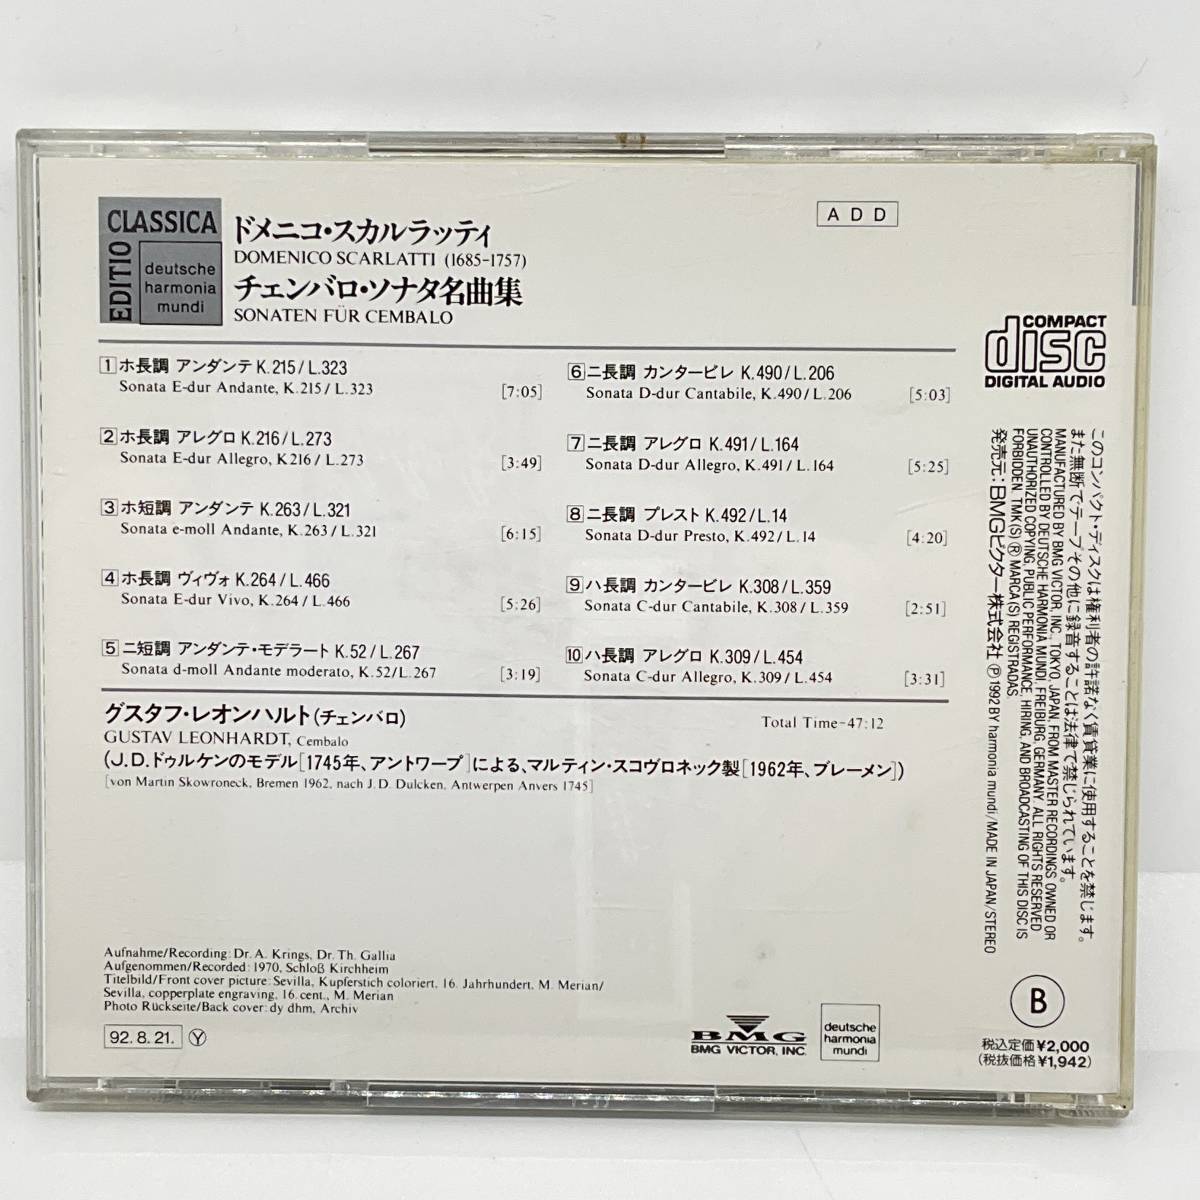 EDITIO
CLASSICA
deutsche
harmonia
mundi
ドメニコ・スカルラッティ
DOMENICO SCARLATTI (1685-1757)
チェンバロ・ソナタ名曲集
SONATEN FÜR CEMBALO
ADD
1 ホ長調 アンダンテ K.215/L.323
Sonata E-dur Andante, K.215/L.323 [7:05]
2 ホ長調 アレグロ K.216/L.273
Sonata E-dur Allegro, K216/L.273 [3:49]
3 ホ短調 アンダンテ K.263/L.321
Sonata e-moll Andante, K.263/L.321 [6:15]
4 ホ長調 ヴィヴォ K.264/L.466
Sonata E-dur Vivo, K.264/L.466 [5:26]
5 ニ短調 アンダンテ・モデラート K.52/L.267
Sonata d-moll Andante moderato, K.52/L.267 [3:19]
6 ニ長調 カンタービレ K.490/L.206
Sonata D-dur Cantabile, K.490/L.206 [5:03]
7 ニ長調 アレグロ K.491/L.164
Sonata D-dur Allegro, K.491/L.164 [5:25]
8 ニ長調 プレスト K.492/L.14
Sonata D-dur Presto, K.492/L.14 [4:20]
9 ハ長調 カンタービレ K.308/L.359
Sonata C-dur Cantabile, K.308/L.359 [2:51]
10 ハ長調 アレグロ K.309/L.454
Sonata C-dur Allegro, K.309/L.454 [3:31]
グスタフ・レオンハルト(チェンバロ)
GUSTAV LEONHARDT, Cembalo
Total Time-47:12
(J.D.ドゥルケンのモデル[1745年、アントワープ]による、マルティン・スコヴロネック製[1962年、ブレーメン])
[von Martin Skowroneck, Bremen 1962, nach J.D. Dulcken, Antwerpen Anvers 1745]
Aufnahme/Recording: Dr. A. Krings, Dr. Th. Gallia
Aufgenommen/Recorded: 1970, Schloß Kirchheim
Titelbild/Front cover picture: Sevilla, Kupferstich coloriert, 16. Jahrhundert, M. Merian/
Sevilla, copperplate engraving, 16. cent., M. Merian
Photo Rückseite/Back cover: dy dhm, Archiv
92.8.21. Y
BMG
BMG VICTOR, INC.
deutsche
harmonia
mundi
COMPACT
disc
DIGITAL AUDIO
このコンパクト・ディスクは権利者の許諾なく賃貸業に使用することを禁じます。
また無断でテープその他に録音することは法律で禁じられています。
MANUFACTURED BY BMG VICTOR, INC., TOKYO, JAPAN, FROM MASTER RECORDINGS OWNED OR
CONTROLLED BY DEUTSCHE HARMONIA MUNDI, FREIBURG, GERMANY. ALL RIGHTS RESERVED
UNAUTHORIZED COPYING, PUBLIC PERFORMANCE, HIRING, AND BROADCASTING OF THIS DISC IS
FORBIDDEN. TMK(S) ® MARCA(S) REGISTRADAS.
発売元:BMGビクター株式会社 ℗1992 BY harmonia mundi/MADE IN JAPAN/STEREO
B
税込定価¥2,000
(税抜価格¥1,942)